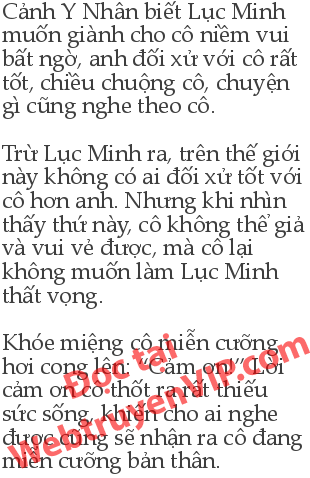 Cảnh Y Nhân biết Lục Minh
muốn giành cho cô niềm vui
bất ngờ, anh đối xử với cô rất
tốt, chiều chuộng cô, chuyện
gì cũng nghe theo cô.
Trừ Lục Minh ra, trên thế giới
này không có ai đối xử tốt với
cô hơn anh. Nhưng khi nhìn
thấy thứ này, cô không thể giả
vờ vui vẻ được, mà cô lại
không muốn làm Lục Minh
thất vọng.
Khóe miệng cô miễn cưỡng
hơi cong lên: “Cảm ơn!” Lời
cảm ơn cô thốt ra rất thiếu
sức sống, khiến cho ai nghe
được cũng sẽ nhận ra cô đang
miễn cưỡng bản thân.
Đọc tại
WebtruyenVIP.com